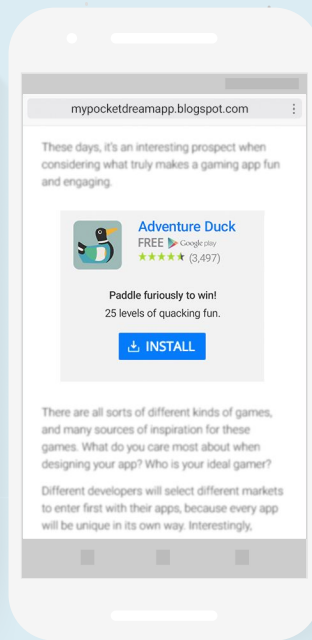 mypocketdreamapp.blogspot.com
These days, it's an interesting prospect when
considering what truly makes a gaming app fun
and engaging.
Adventure Duck
FREE Google play
(3,497)
Paddle furiously to win!
25 levels of quacking fun.
INSTALL
There are all sorts of different kinds of games,
and many sources of inspiration for these
games. What do you care most about when
designing your app? Who is your ideal gamer?
Different developers will select different markets
to enter first with their apps, because every app
will be unique in its own way. Interestingly,